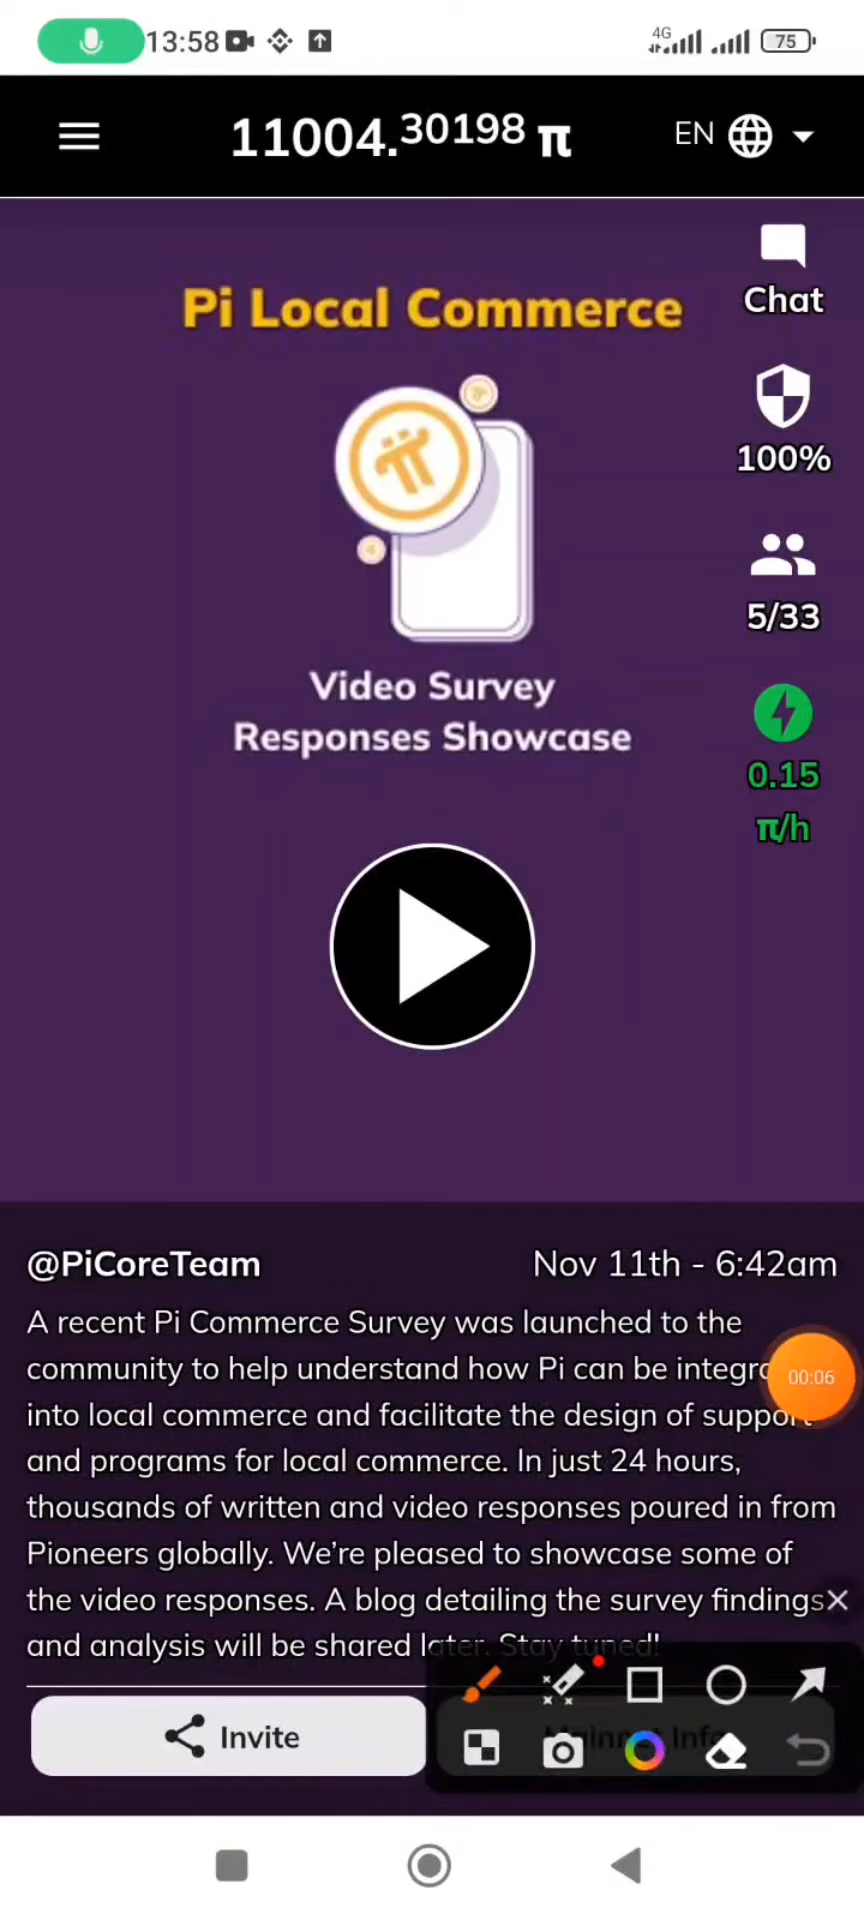 13:58
4G
75
11004.30198 π
EN
Pi Local Commerce
Chat
100%
5/33
0.15
π/h
Video Survey
Responses Showcase
@PiCoreTeam
Nov 11th - 6:42am
A recent Pi Commerce Survey was launched to the
community to help understand how Pi can be integra
00:06
into local commerce and facilitate the design of support
and programs for local commerce. In just 24 hours,
thousands of written and video responses poured in from
Pioneers globally. We're pleased to showcase some of
the video responses. A blog detailing the survey findings
and analysis will be shared later. Stay tuned!
Invite
Mainnet Info